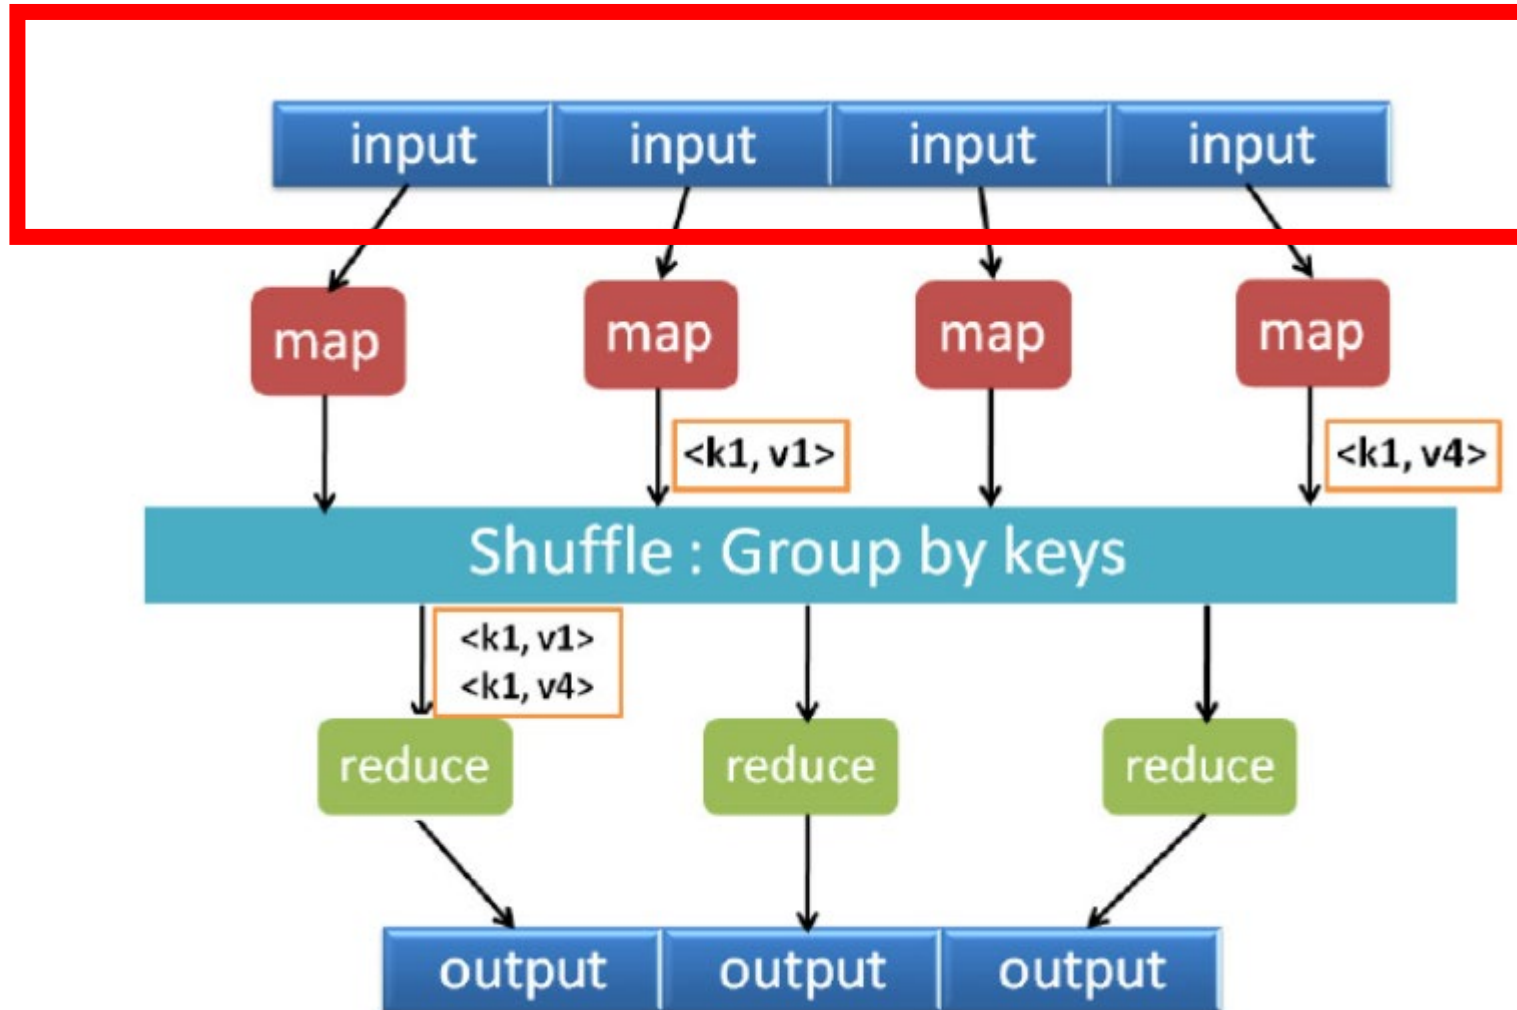 input input input input
map map map map
<k1, v1> <k1, v4>
Shuffle : Group by keys
<k1, v1>
<k1, v4>
reduce reduce reduce
output output output